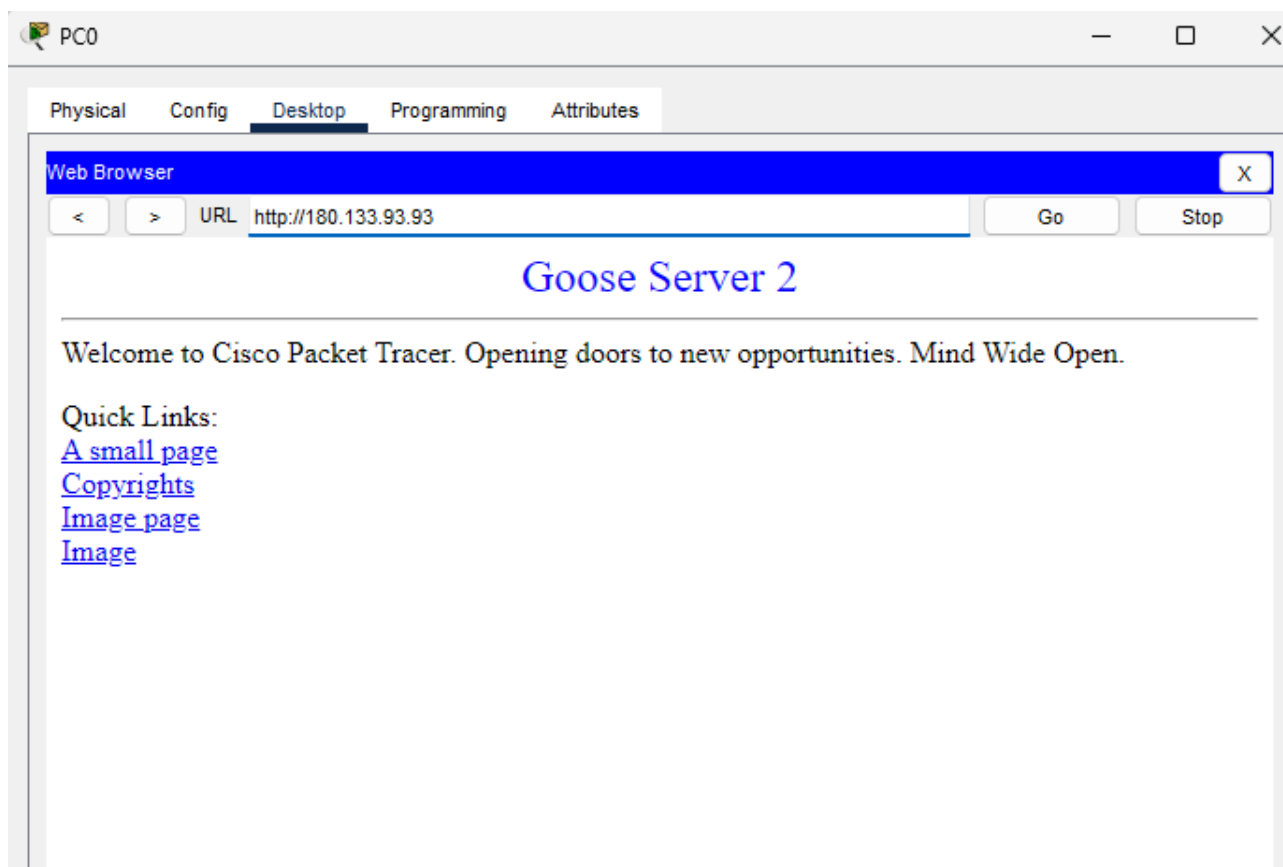 PC0
Physical Config Desktop Programming Attributes
Web Browser X
< > URL http://180.133.93.93 Go Stop
Goose Server 2
Welcome to Cisco Packet Tracer. Opening doors to new opportunities. Mind Wide Open.
Quick Links:
A small page
Copyrights
Image page
Image